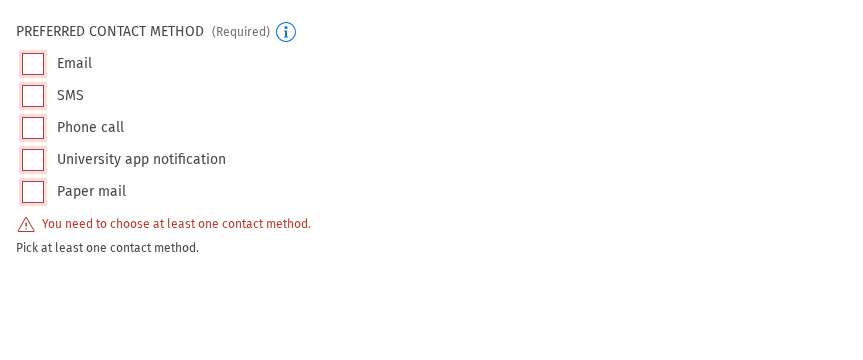 PREFERRED CONTACT METHOD (Required)
Email
SMS
Phone call
University app notification
Paper mail
You need to choose at least one contact method.
Pick at least one contact method.